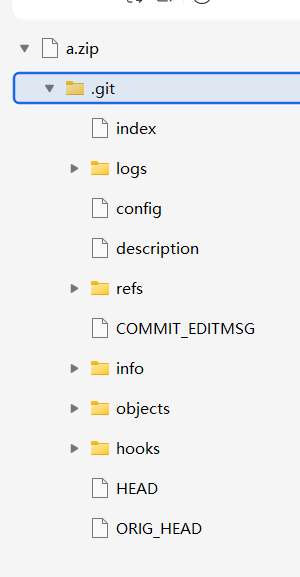 a.zip
.git
index
logs
config
description
refs
COMMIT_EDITMSG
info
objects
hooks
HEAD
ORIG_HEAD